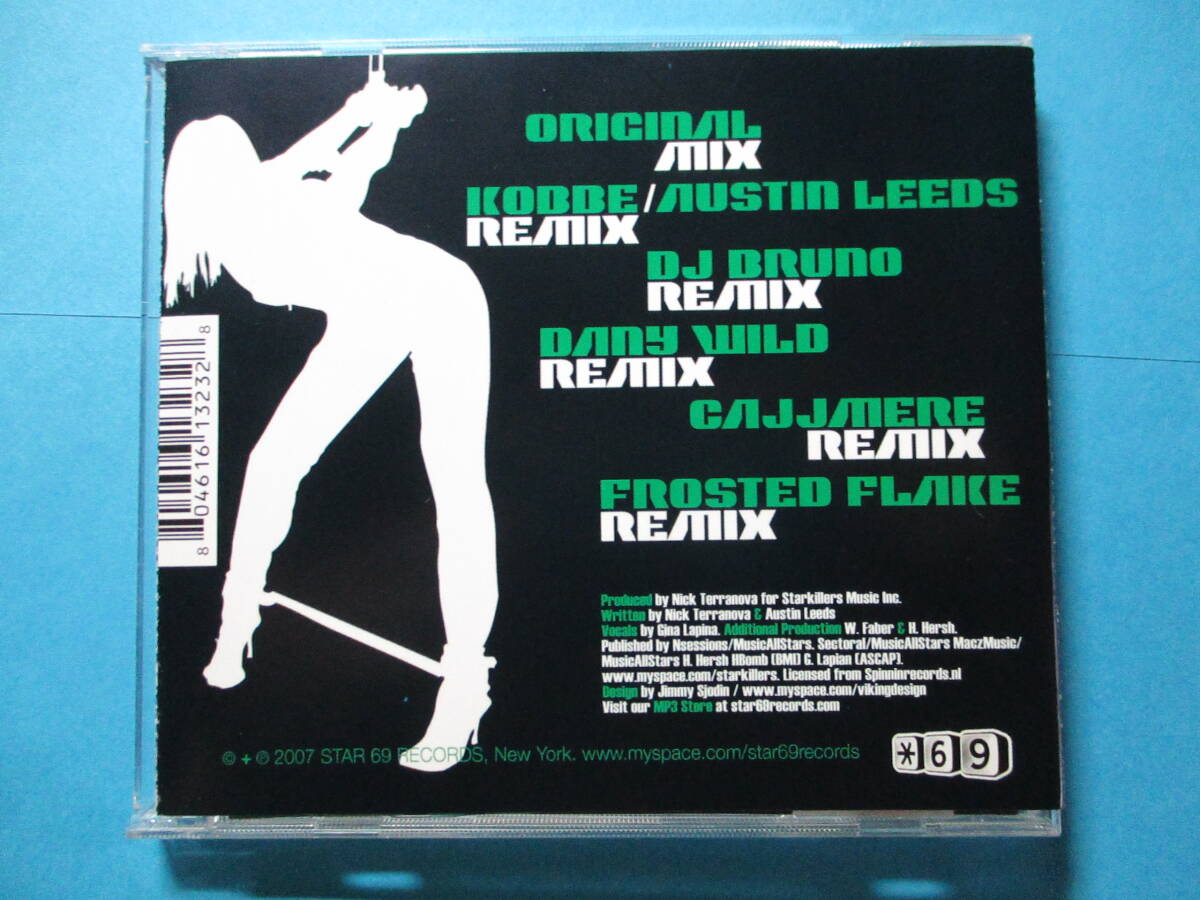 ORIGINAL
MIX
KOBBE/AUSTIN LEEDS
REMIX
DJ BRUNO
REMIX
DANY WILD
REMIX
CAJJMERE
REMIX
FROSTED FLAKE
REMIX
8 04616 13232 8
Produced by Nick Terranova for Starkillers Music Inc.
Written by Nick Terranova & Austin Leeds
Vocals by Gina Lapina. Additional Production W. Faber & H. Hersh.
Published by Nsessions/MusicAllStars. Sectoral/MusicAllStars MaczMusic/
MusicAllStars H. Hersh HBomb (BMI) G. Lapian (ASCAP).
www.myspace.com/starkillers. Licensed from Spinninrecords.nl
Design by Jimmy Sjodin / www.myspace.com/vikingdesign
Visit our MP3 Store at star69records.com
© + ℗ 2007 STAR 69 RECORDS, New York. www.myspace.com/star69records
*69